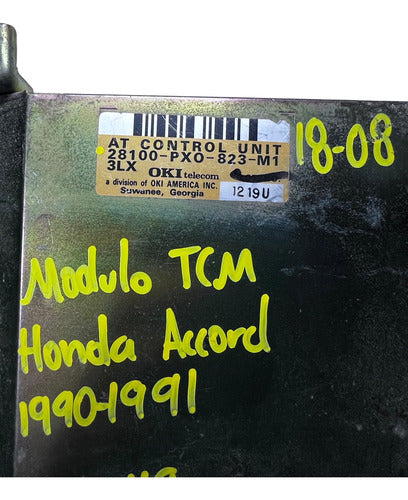 AT CONTROL UNIT
28100-PX0-823-M1
3LX OKI telecom
a division of OKI AMERICA INC.
Suwanee, Georgia 1219U
18-08
Modulo TCM
Honda Accord
1990-1991